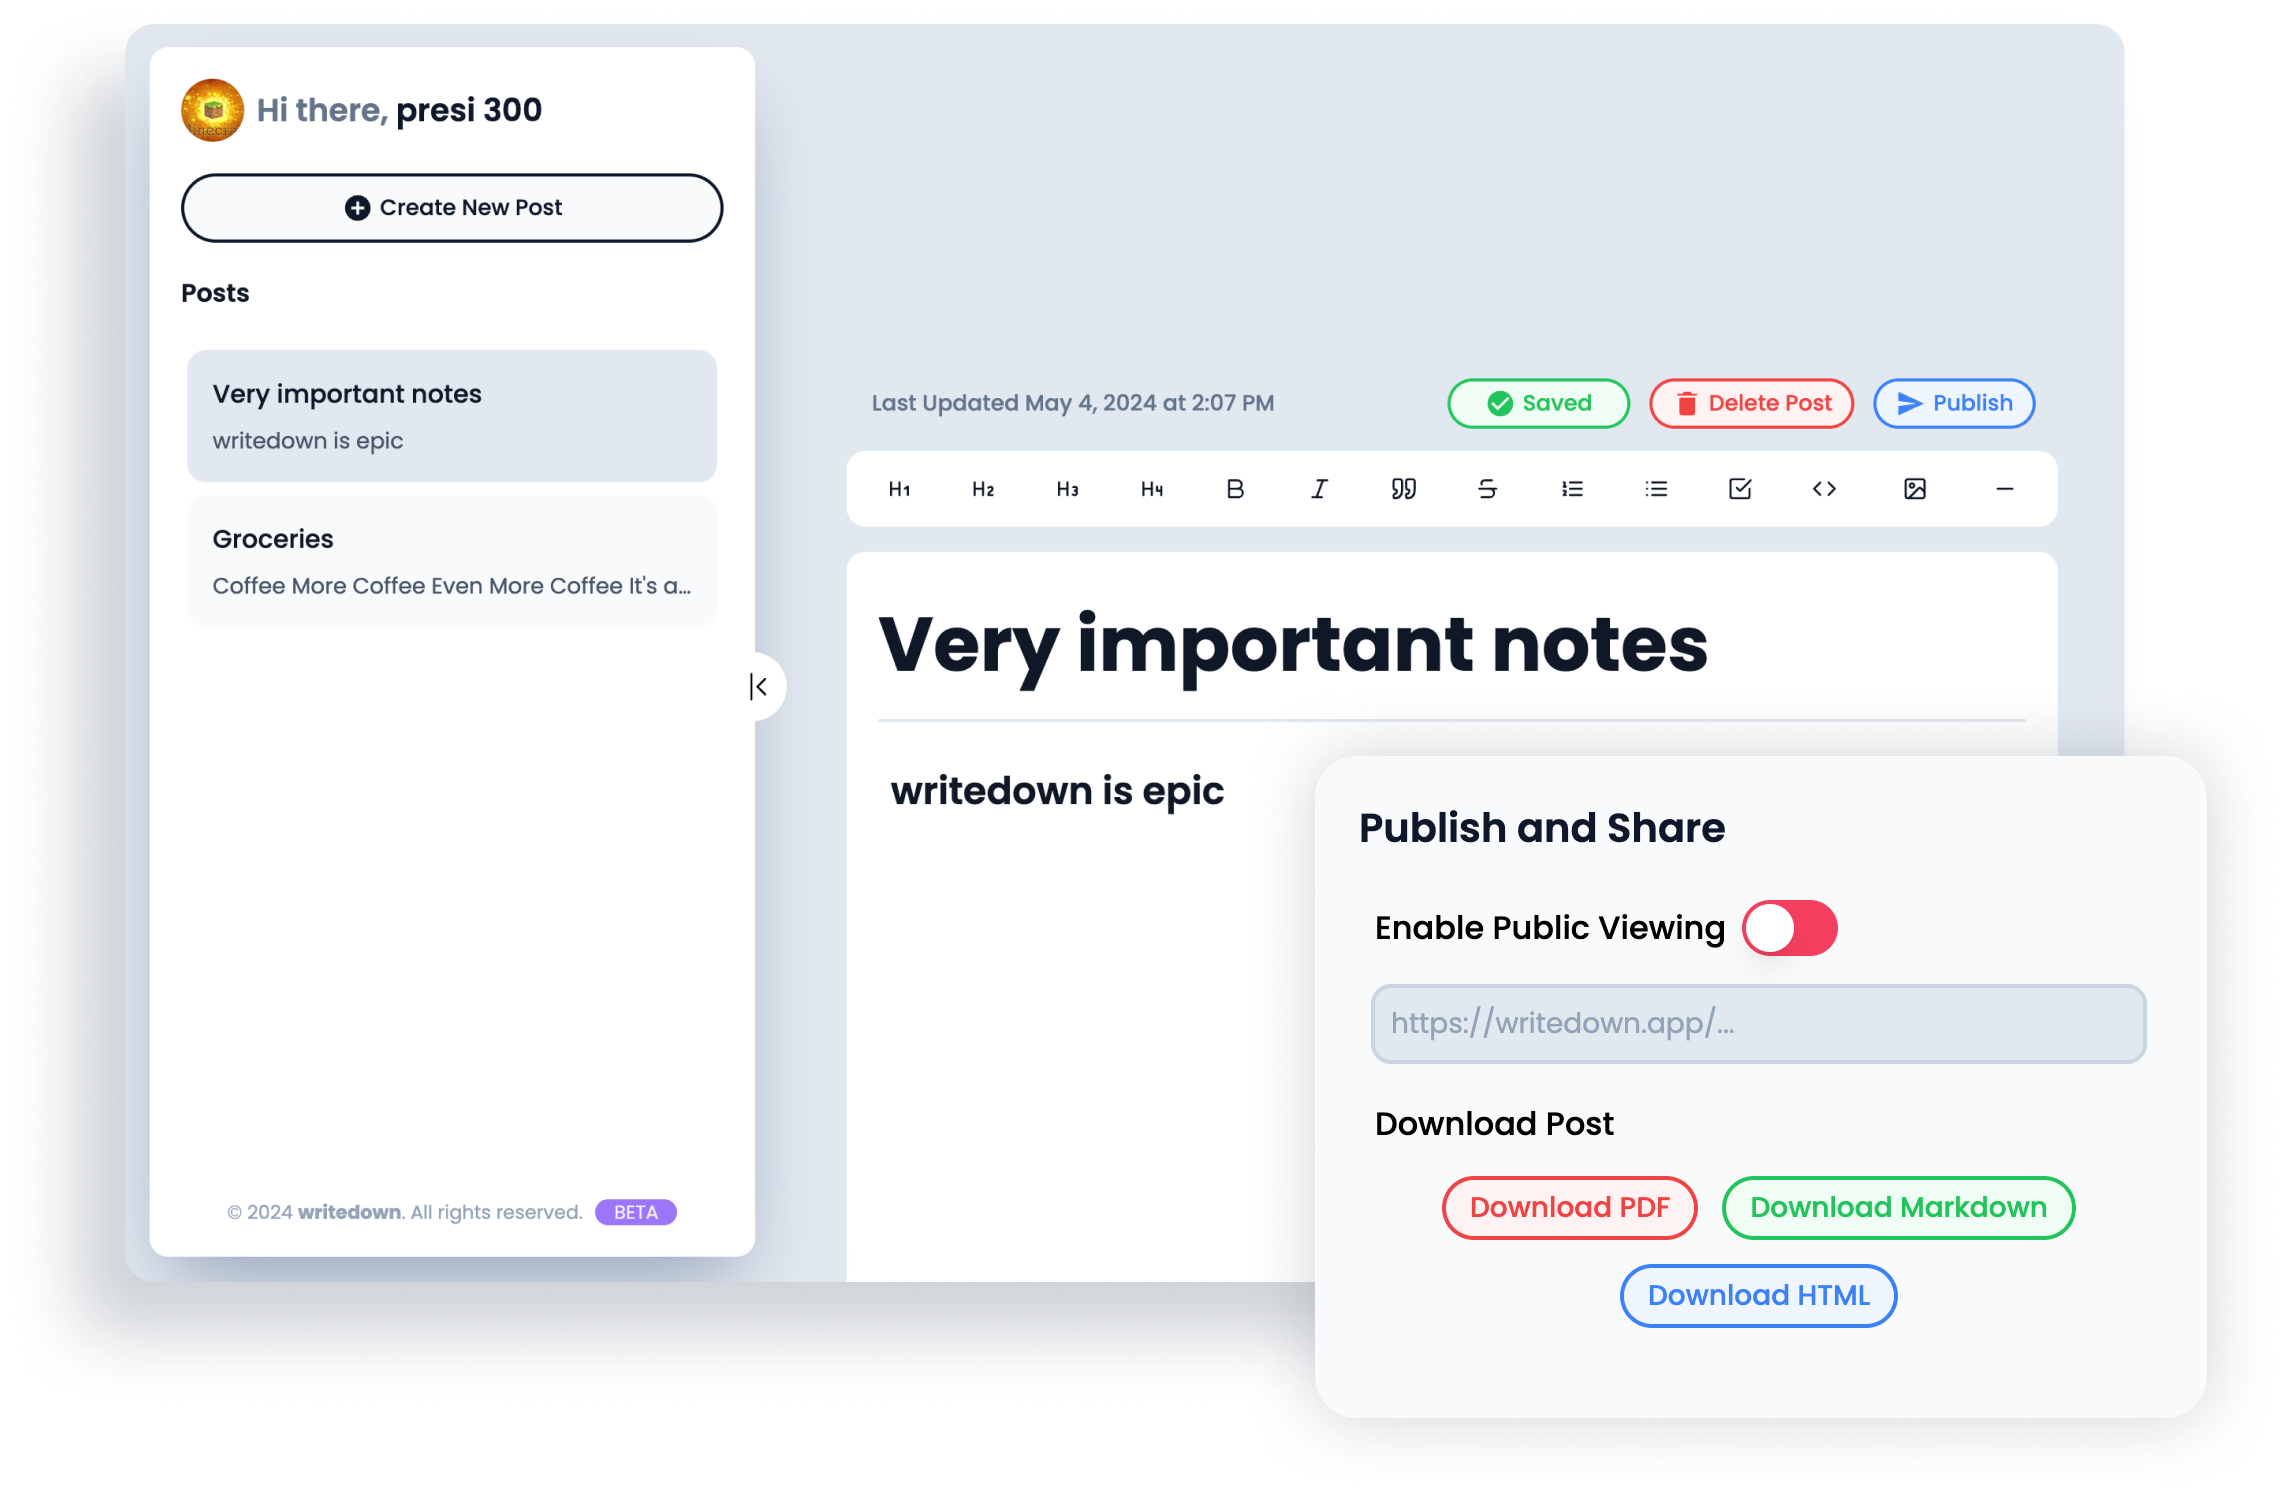 Hi there, presi 300
Create New Post
Posts
Very important notes
writedown is epic
Groceries
Coffee More Coffee Even More Coffee It's a...
© 2024 writedown. All rights reserved. BETA
Last Updated May 4, 2024 at 2:07 PM
Saved
Delete Post
Publish
H1 H2 H3 H4 B I S
Very important notes
writedown is epic
Publish and Share
Enable Public Viewing
https://writedown.app/...
Download Post
Download PDF
Download Markdown
Download HTML